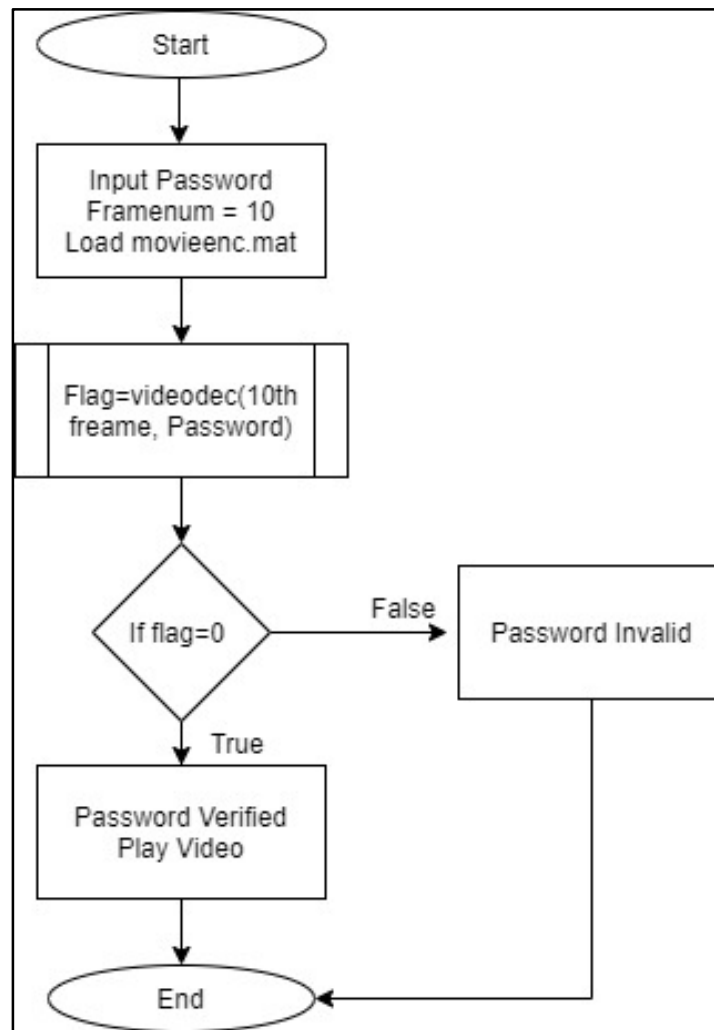 Start
Input Password
Framenum = 10
Load movieenc.mat
Flag=videodec(10th
freame, Password)
If flag=0
False
Password Invalid
True
Password Verified
Play Video
End